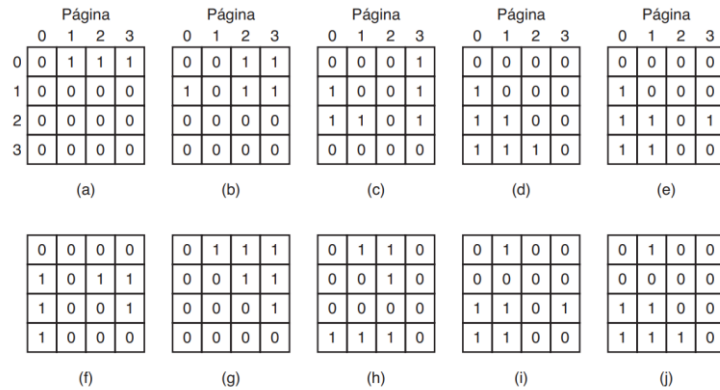 Página Página Página Página Página
0 1 2 3 0 1 2 3 0 1 2 3 0 1 2 3 0 1 2 3
0 0 1 1 1 0 0 1 1 0 0 0 1 0 0 0 0 0 0 0 0
1 0 0 0 0 1 0 1 1 1 0 0 1 1 0 0 0 1 0 0 0
2 0 0 0 0 0 0 0 0 1 1 0 1 1 1 0 0 1 1 0 1
3 0 0 0 0 0 0 0 0 0 0 0 0 1 1 1 0 1 1 0 0
(a) (b) (c) (d) (e)
0 0 0 0 0 1 1 1 0 1 1 0 0 1 0 0 0 1 0 0
1 0 1 1 0 0 1 1 0 0 1 0 0 0 0 0 0 0 0 0
1 0 0 1 0 0 0 1 0 0 0 0 1 1 0 1 1 1 0 0
1 0 0 0 0 0 0 0 1 1 1 0 1 1 0 0 1 1 1 0
(f) (g) (h) (i) (j)